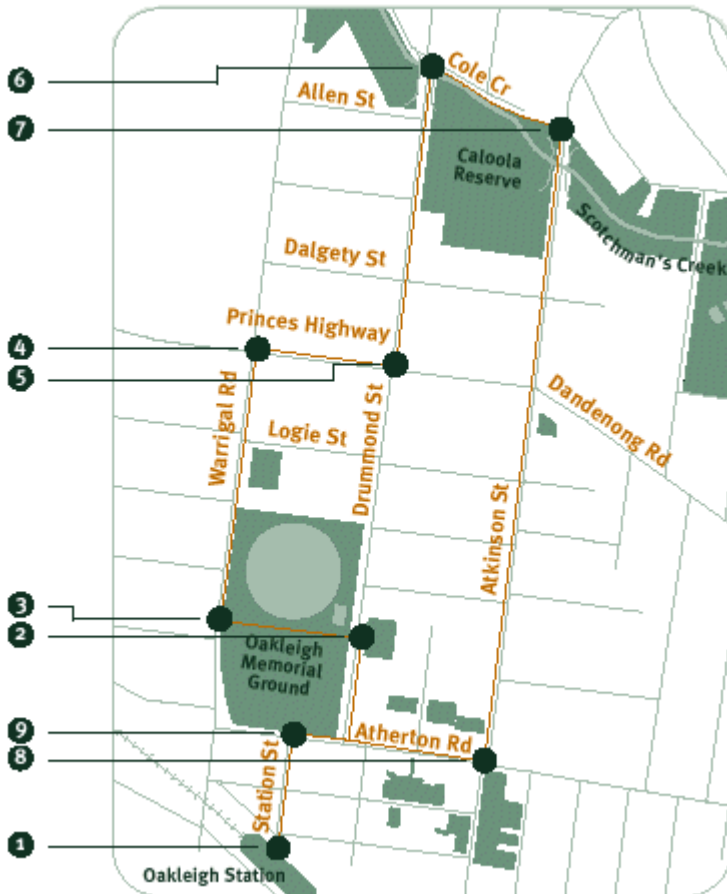 6
Cole Cr
Allen St
7
Caloola
Reserve
Scotchman's Creek
Dalgety St
Princes Highway
4
5
Warrigal Rd
Drummond St
Dandenong Rd
Logie St
Atkinson St
3
2
Oakleigh
Memorial
Ground
9
Atherton Rd
8
Station St
1
Oakleigh Station